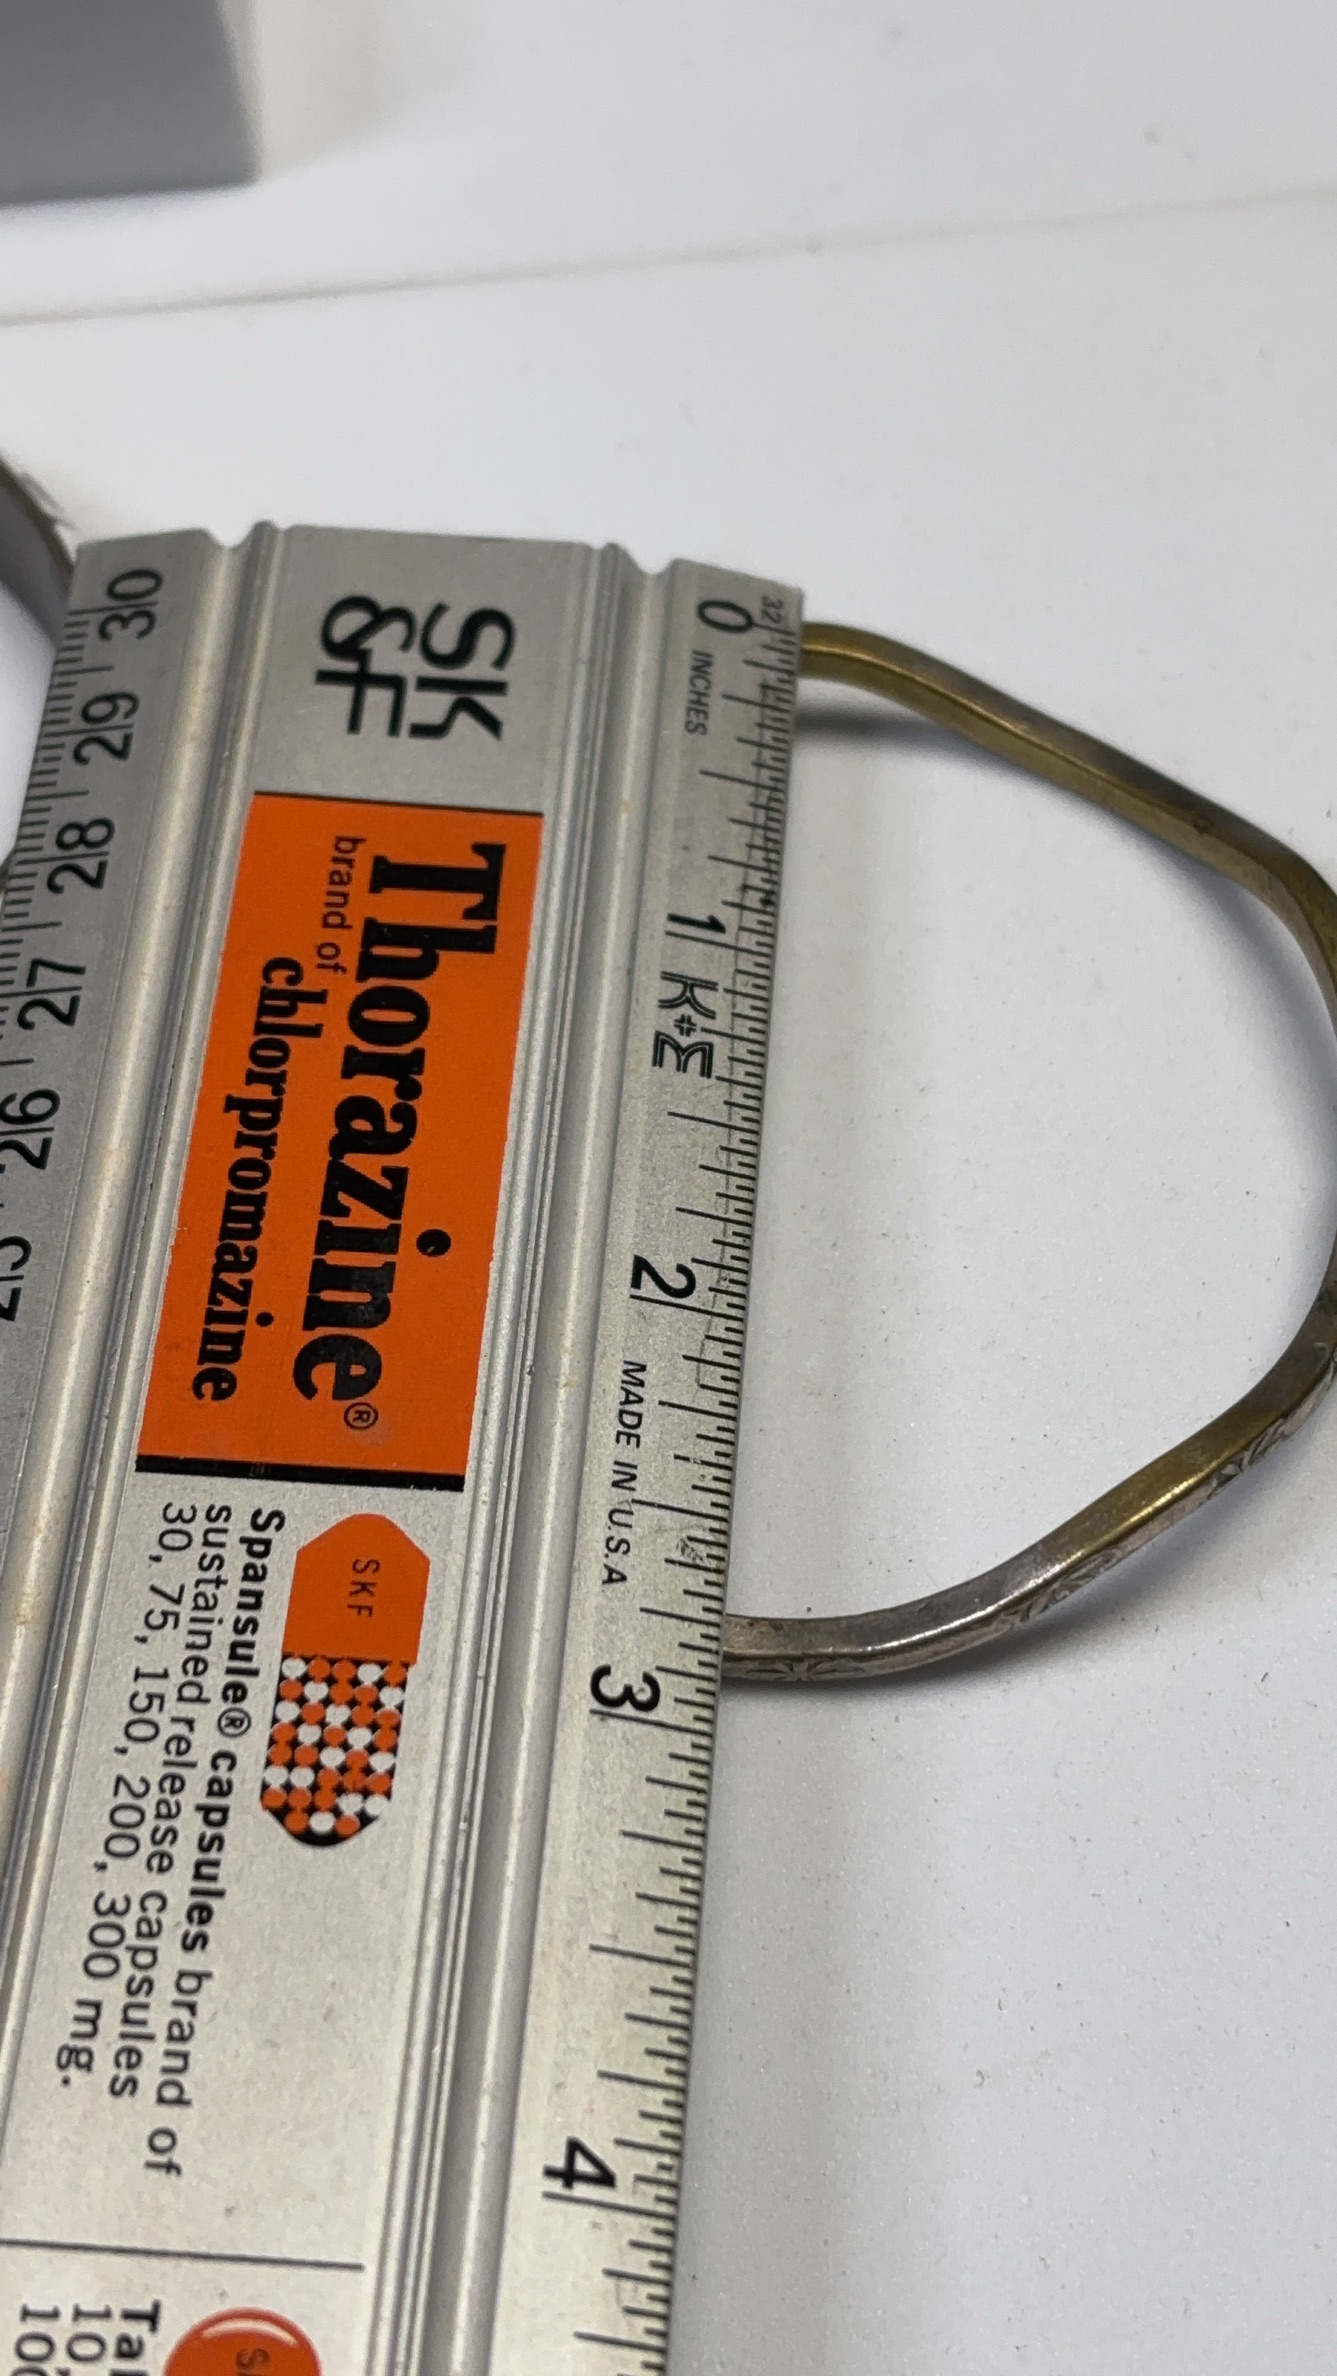 SK
&F
Thorazine®
brand of
chlorpromazine
SKF
Spansule® capsules brand of
sustained release capsules
30, 75, 150, 200, 300 mg.
32
0 1 2 3 4
INCHES
K+E
MADE IN U.S.A
30 29 28 27 26